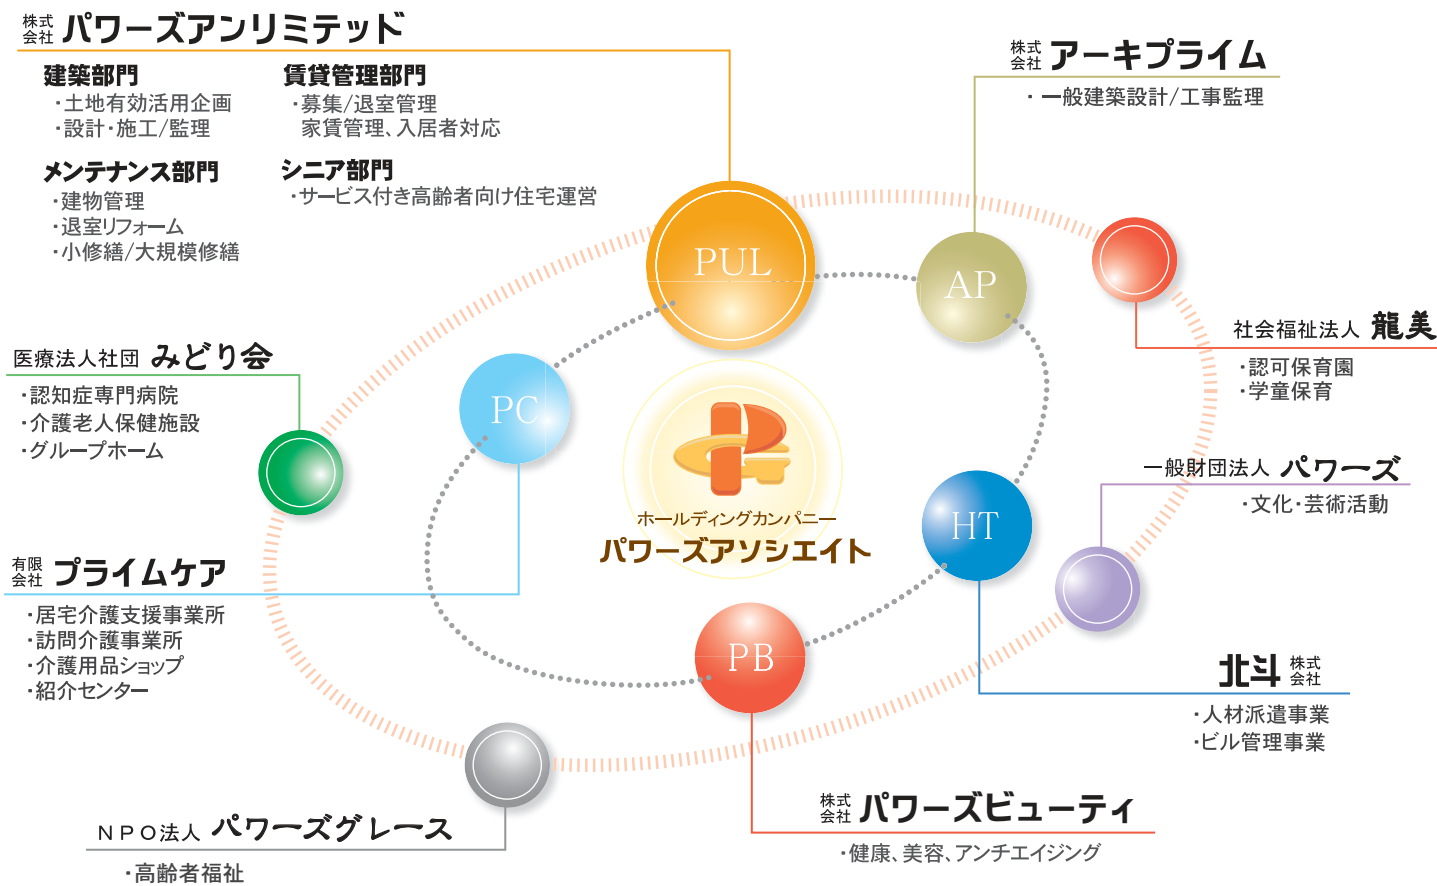 株式会社 パワーズアンリミテッド
建築部門
・土地有効活用企画
・設計・施工/監理
賃貸管理部門
・募集/退室管理
家賃管理、入居者対応
メンテナンス部門
・建物管理
・退室リフォーム
・小修繕/大規模修繕
シニア部門
・サービス付き高齢者向け住宅運営
株式会社 アーキプライム
・一般建築設計/工事監理
PUL
AP
社会福祉法人 龍美
・認可保育園
・学童保育
医療法人社団 みどり会
・認知症専門病院
・介護老人保健施設
・グループホーム
PC
ホールディングカンパニー
パワーズアソシエイト
HT
一般財団法人 パワーズ
・文化・芸術活動
有限会社 プライムケア
・居宅介護支援事業所
・訪問介護事業所
・介護用品ショップ
・紹介センター
PB
北斗 株式会社
・人材派遣事業
・ビル管理事業
株式会社 パワーズビューティ
・健康、美容、アンチエイジング
NPO法人 パワーズグレース
・高齢者福祉